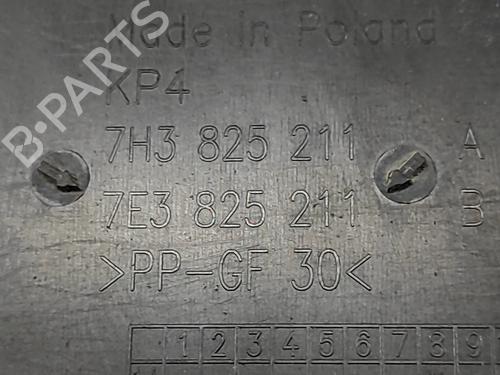 Made in Poland
KP4
7H3 825 211 A
7E3 825 211 B
>PP-GF 30<
1 2 3 4 5 6 7 8 9
B-PARTS